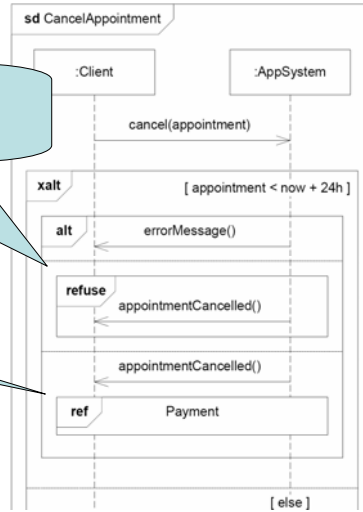 sd CancelAppointment
:Client :AppSystem
cancel(appointment)
xalt [ appointment < now + 24h ]
alt errorMessage()
refuse
appointmentCancelled()
appointmentCancelled()
ref Payment
[ else ]